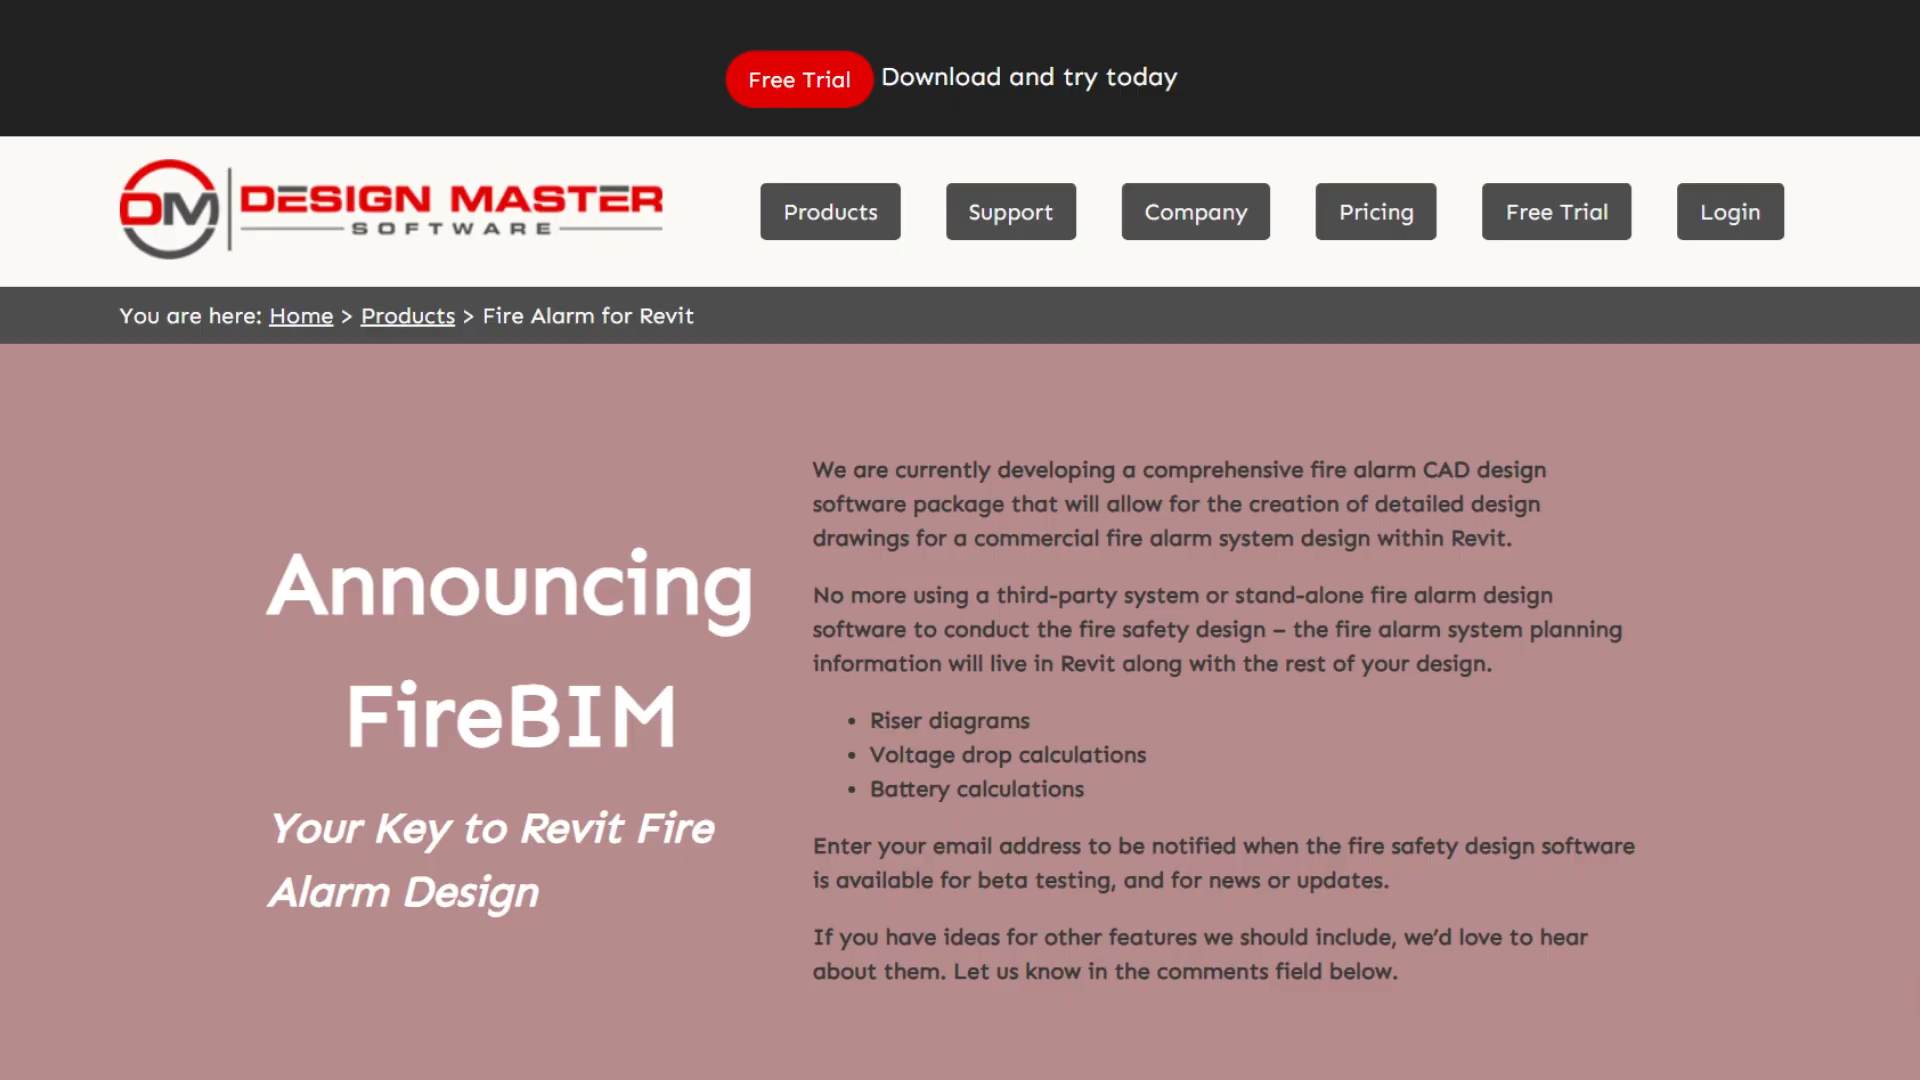 Free Trial Download and try today
DM DESIGN MASTER
SOFTWARE
Products Support Company Pricing Free Trial Login
You are here: Home > Products > Fire Alarm for Revit
Announcing
FireBIM
Your Key to Revit Fire
Alarm Design
We are currently developing a comprehensive fire alarm CAD design
software package that will allow for the creation of detailed design
drawings for a commercial fire alarm system design within Revit.
No more using a third-party system or stand-alone fire alarm design
software to conduct the fire safety design – the fire alarm system planning
information will live in Revit along with the rest of your design.
• Riser diagrams
• Voltage drop calculations
• Battery calculations
Enter your email address to be notified when the fire safety design software
is available for beta testing, and for news or updates.
If you have ideas for other features we should include, we’d love to hear
about them. Let us know in the comments field below.